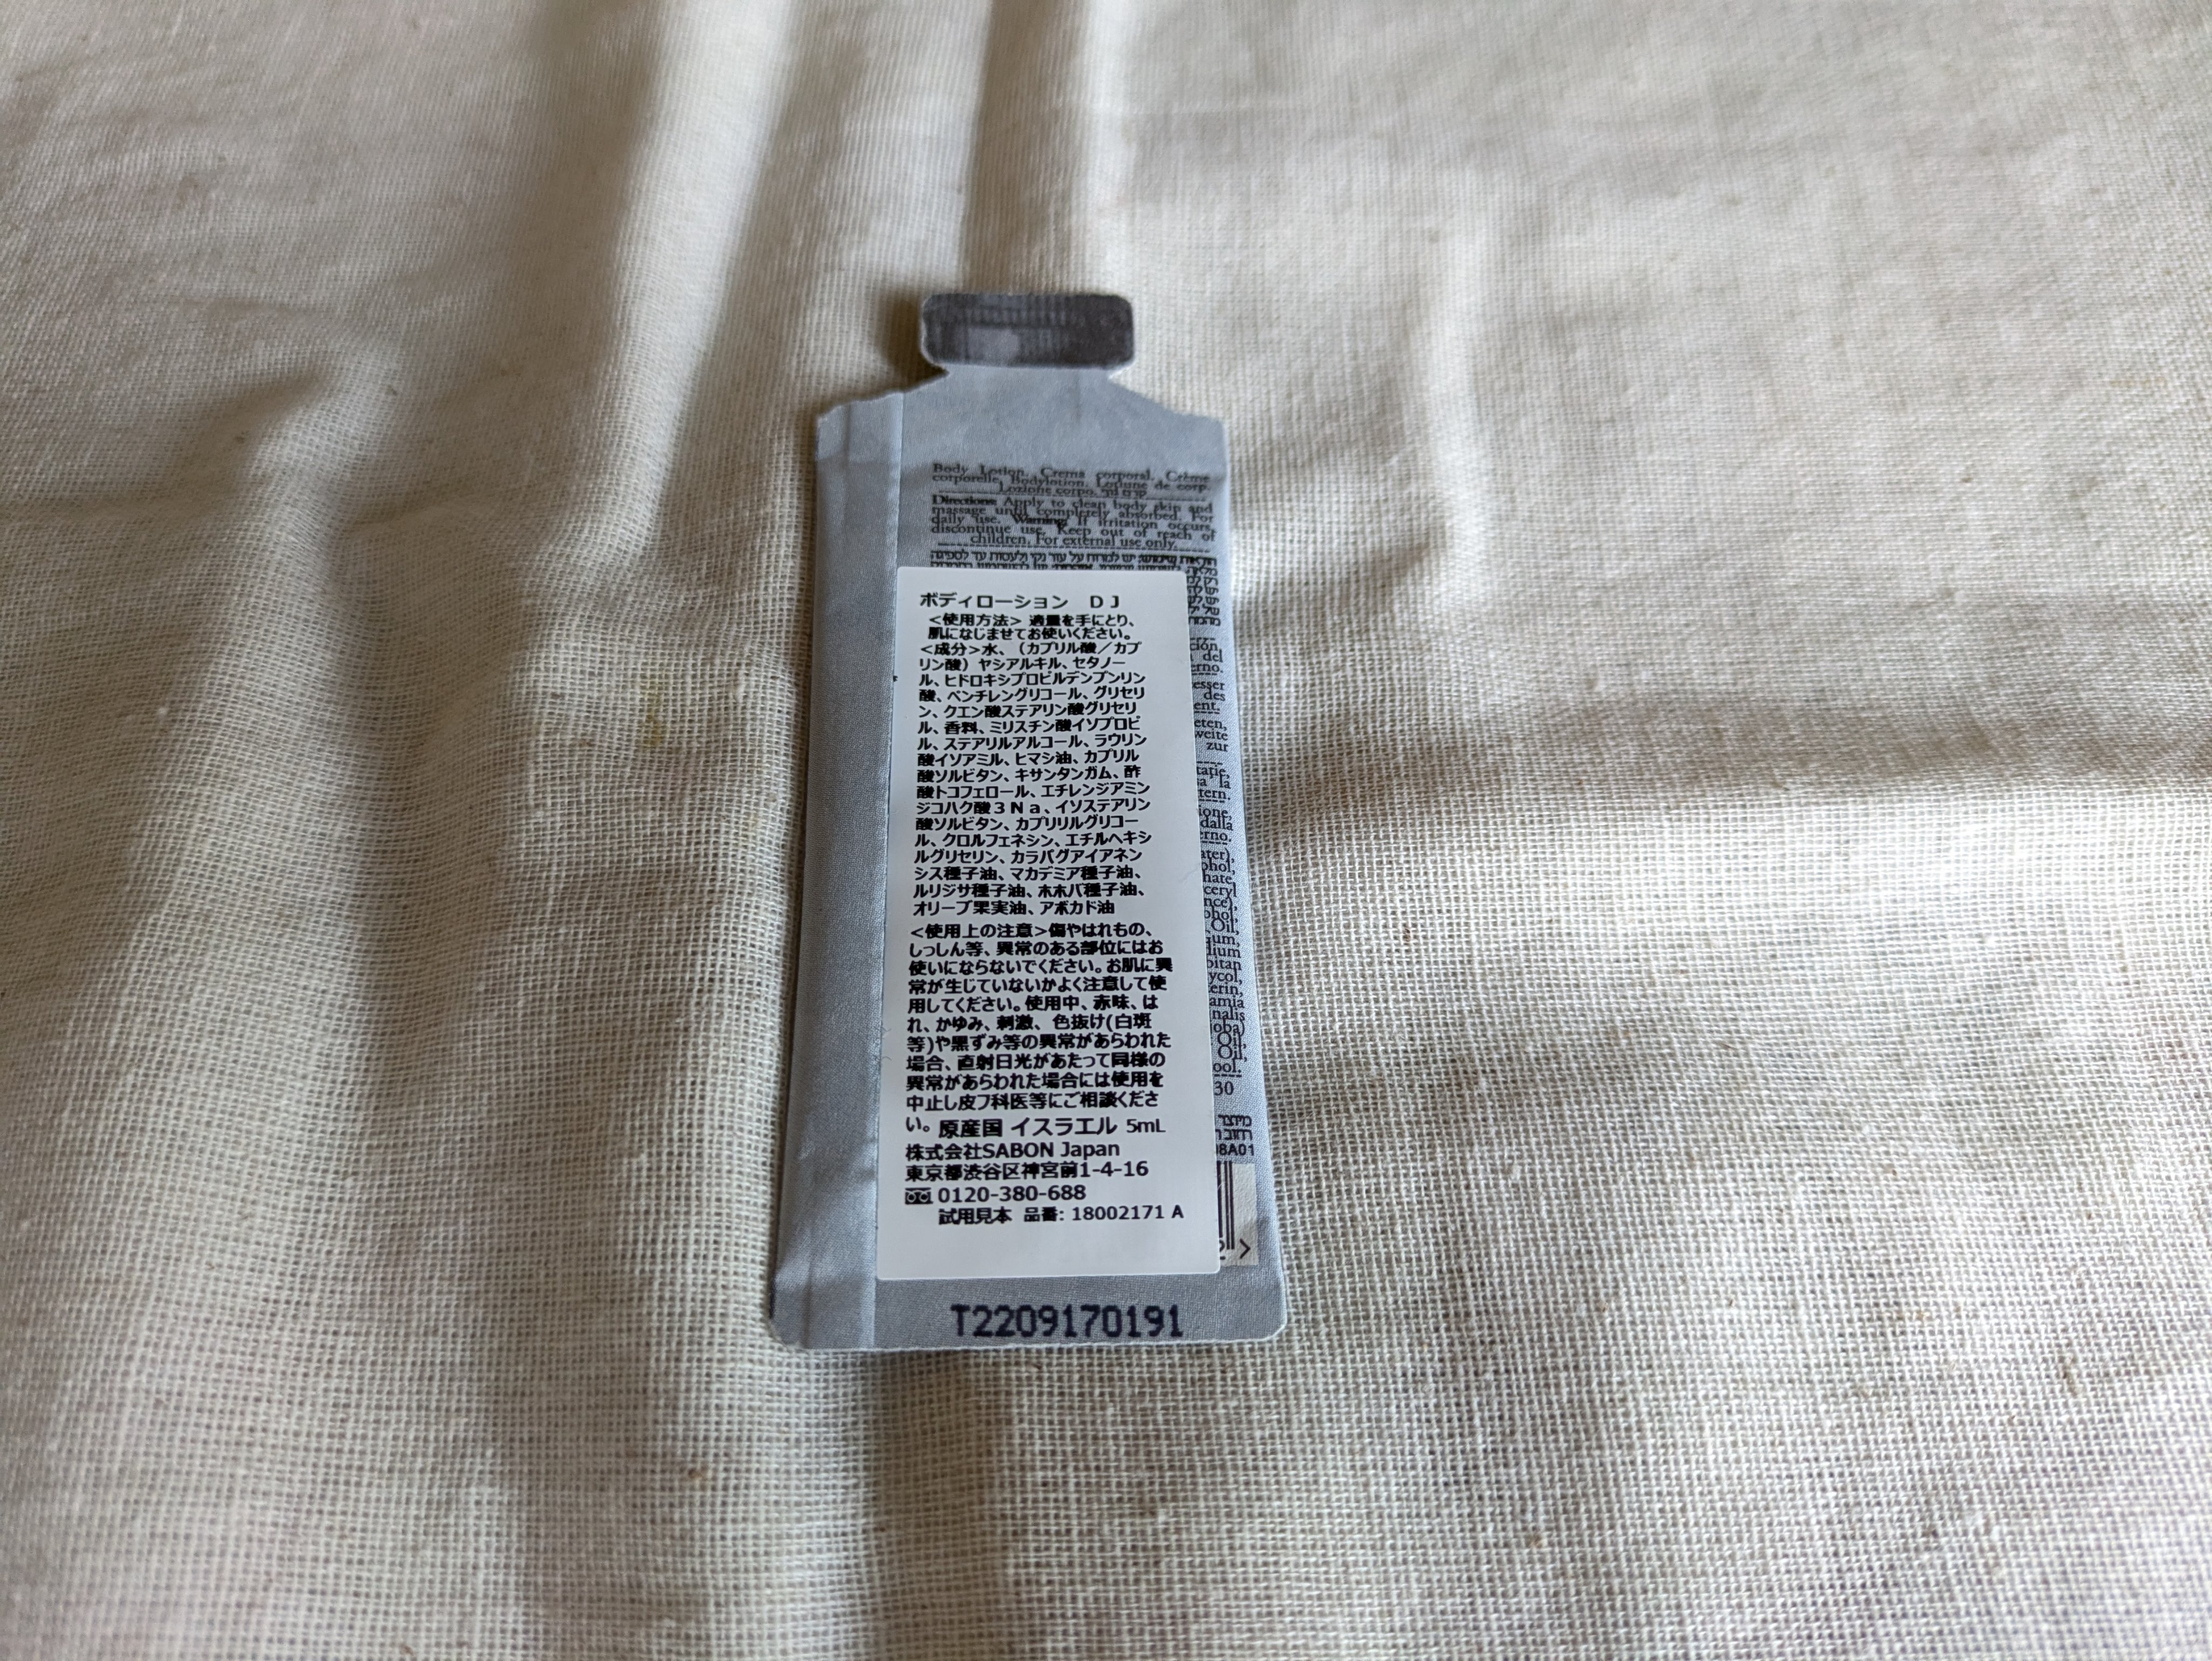 Body Lotion. Crema corporal. Crème
corporelle. Bodylotion. Lotiune de corp.
Lozione corpo. קרם גוף
Directions: Apply to clean body skin and
massage until completely absorbed. For
daily use. Warning: If irritation occurs,
discontinue use. Keep out of reach of
children. For external use only.
הוראות שימוש: יש למרוח על עור נקי ולעסות עד לספיגה
ボディローション DJ
<使用方法> 適量を手にとり、
肌になじませてお使いください。
<成分>水、(カプリル酸/カプ
リン酸)ヤシアルキル、セタノー
ル、ヒドロキシプロピルデンプンリン
酸、ペンチレングリコール、グリセリ
ン、クエン酸ステアリン酸グリセリ
ル、香料、ミリスチン酸イソプロピ
ル、ステアリルアルコール、ラウリン
酸イソアミル、ヒマシ油、カプリル
酸ソルビタン、キサンタンガム、酢
酸トコフェロール、エチレンジアミン
ジコハク酸3Na、イソステアリン
酸ソルビタン、カプリリルグリコー
ル、クロルフェネシン、エチルヘキシ
ルグリセリン、カラパグアイアネン
シス種子油、マカデミア種子油、
ルリジサ種子油、ホホバ種子油、
オリーブ果実油、アボカド油
<使用上の注意>傷やはれもの、
しっしん等、異常のある部位にはお
使いにならないでください。お肌に異
常が生じていないかよく注意して使
用してください。使用中、赤味、は
れ、かゆみ、刺激、色抜け(白斑
等)や黒ずみ等の異常があらわれた
場合、直射日光があたって同様の
異常があらわれた場合には使用を
中止し皮フ科医等にご相談くださ
い。原産国 イスラエル 5mL
株式会社SABON Japan
東京都渋谷区神宮前1-4-16
0120-380-688
試用見本 品番: 18002171 A
del
des
weite
zur
la
30
8A01
T2209170191